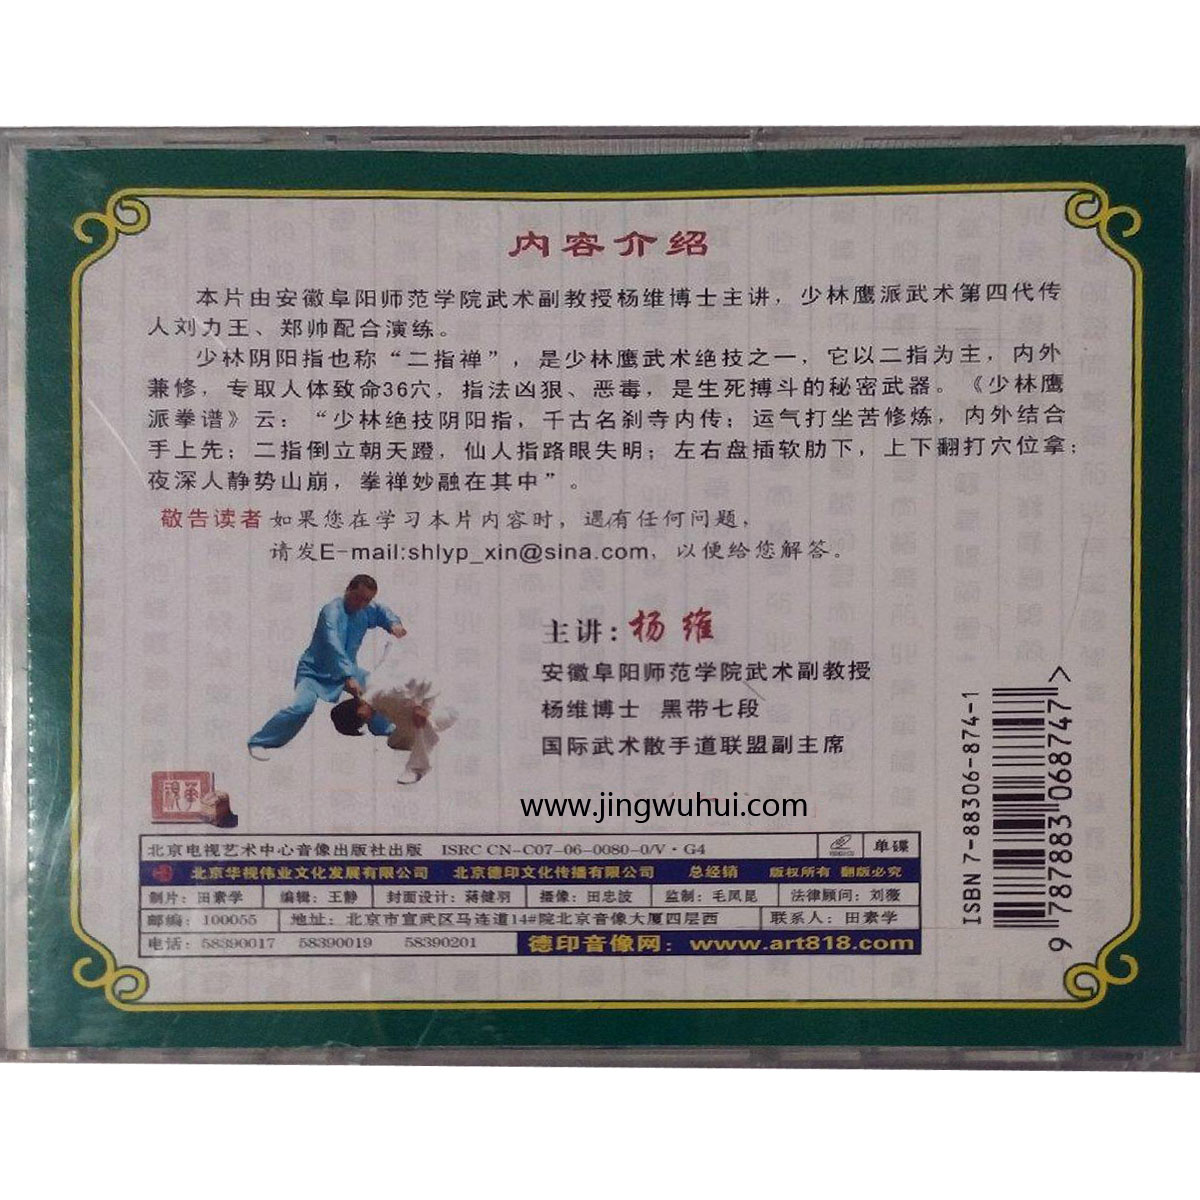 内容介绍
本片由安徽阜阳师范学院武术副教授杨维博士主讲，少林鹰派武术第四代传
人刘力王、郑帅配合演练。
少林阴阳指也称“二指禅”，是少林鹰武术绝技之一，它以二指为主，内外
兼修，专取人体致命36穴，指法凶狠、恶毒，是生死搏斗的秘密武器。《少林鹰
派拳谱》云：“少林绝技阴阳指，千古名刹寺内传；运气打坐苦修炼，内外结合
手上先；二指倒立朝天蹬，仙人指路眼失明；左右盘插软肋下，上下翻打穴位拿；
夜深人静势山崩，拳禅妙融在其中”。
敬告读者 如果您在学习本片内容时，遇有任何问题，
请发E-mail:shlyp_xin@sina.com，以便给您解答。
主讲：杨维
安徽阜阳师范学院武术副教授
杨维博士 黑带七段
国际武术散手道联盟副主席
www.jingwuhui.com
北京电视艺术中心音像出版社出版 ISRC CN-C07-06-0080-0/V·G4 单碟
北京华视伟业文化发展有限公司 北京德印文化传播有限公司 总经销 版权所有 翻版必究
制片：田素学 编辑：王静 封面设计：蒋健羽 摄像：田忠波 监制：毛凤昆 法律顾问：刘薇
邮编：100055 地址：北京市宣武区马连道14#院北京音像大厦四层西 联系人：田素学
电话：58390017 58390019 58390201 德印音像网：www.art818.com
ISBN 7-88306-874-1
9 787883 068747 >